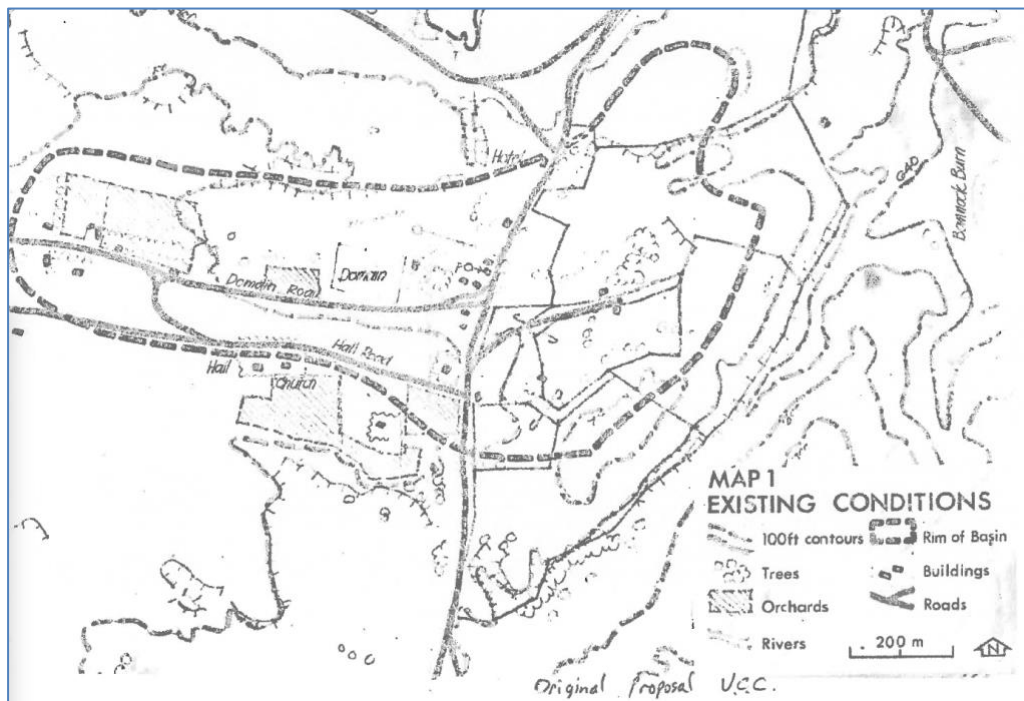 Hotel
Bannock Burn
Domain
P.O.
Domain Road
Hall Road
Hall
Church
MAP 1
EXISTING CONDITIONS
100ft contours
Rim of Basin
Trees
Buildings
Orchards
Roads
Rivers
200 m
N
Original Proposal U.C.C.